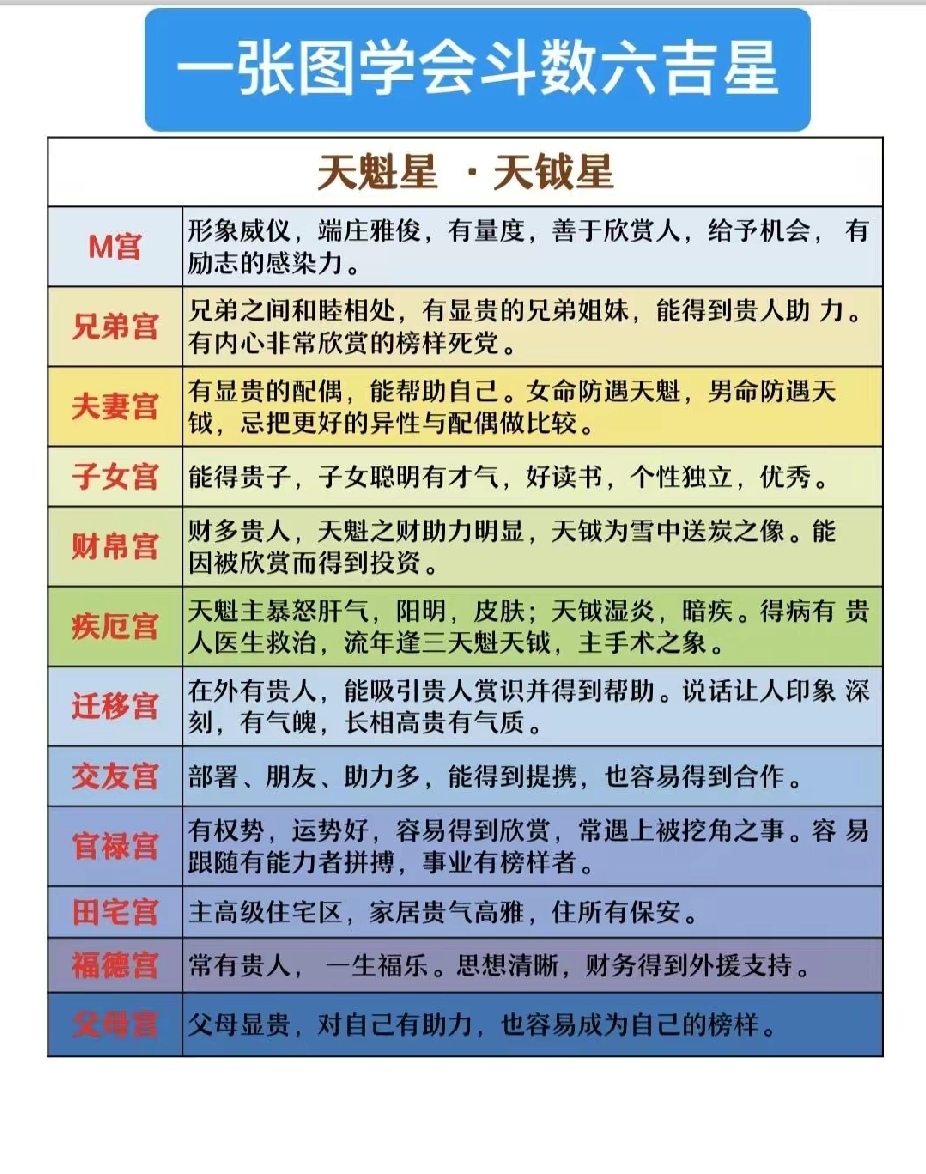 一张图学会斗数六吉星
天魁星 · 天钺星
M宫
形象威仪，端庄雅俊，有量度，善于欣赏人，给予机会， 有
励志的感染力。
兄弟宫
兄弟之间和睦相处，有显贵的兄弟姐妹，能得到贵人助 力。
有内心非常欣赏的榜样死党。
夫妻宫
有显贵的配偶，能帮助自己。女命防遇天魁，男命防遇天
钺，忌把更好的异性与配偶做比较。
子女宫
能得贵子，子女聪明有才气，好读书，个性独立，优秀。
财帛宫
财多贵人，天魁之财助力明显，天钺为雪中送炭之像。能
因被欣赏而得到投资。
疾厄宫
天魁主暴怒肝气，阳明，皮肤；天钺湿炎，暗疾。得病有 贵
人医生救治，流年逢三天魁天钺，主手术之象。
迁移宫
在外有贵人，能吸引贵人赏识并得到帮助。说话让人印象 深
刻，有气魄，长相高贵有气质。
交友宫
部署、朋友、助力多，能得到提携，也容易得到合作。
官禄宫
有权势，运势好，容易得到欣赏，常遇上被挖角之事。容 易
跟随有能力者拼搏，事业有榜样者。
田宅宫
主高级住宅区，家居贵气高雅，住所有保安。
福德宫
常有贵人， 一生福乐。思想清晰，财务得到外援支持。
父母宫
父母显贵，对自己有助力，也容易成为自己的榜样。